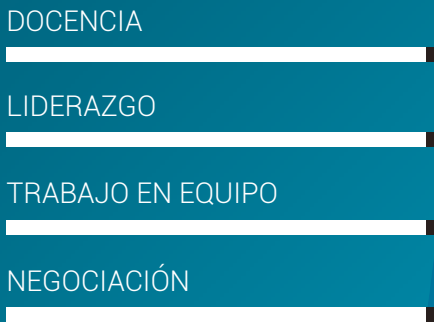 DOCENCIA
LIDERAZGO
TRABAJO EN EQUIPO
NEGOCIACIÓN